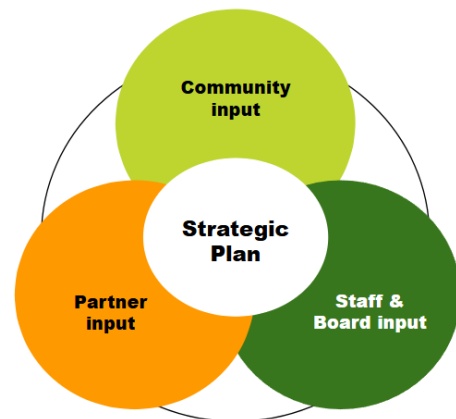 Community
input
Strategic
Plan
Partner
input
Staff &
Board input